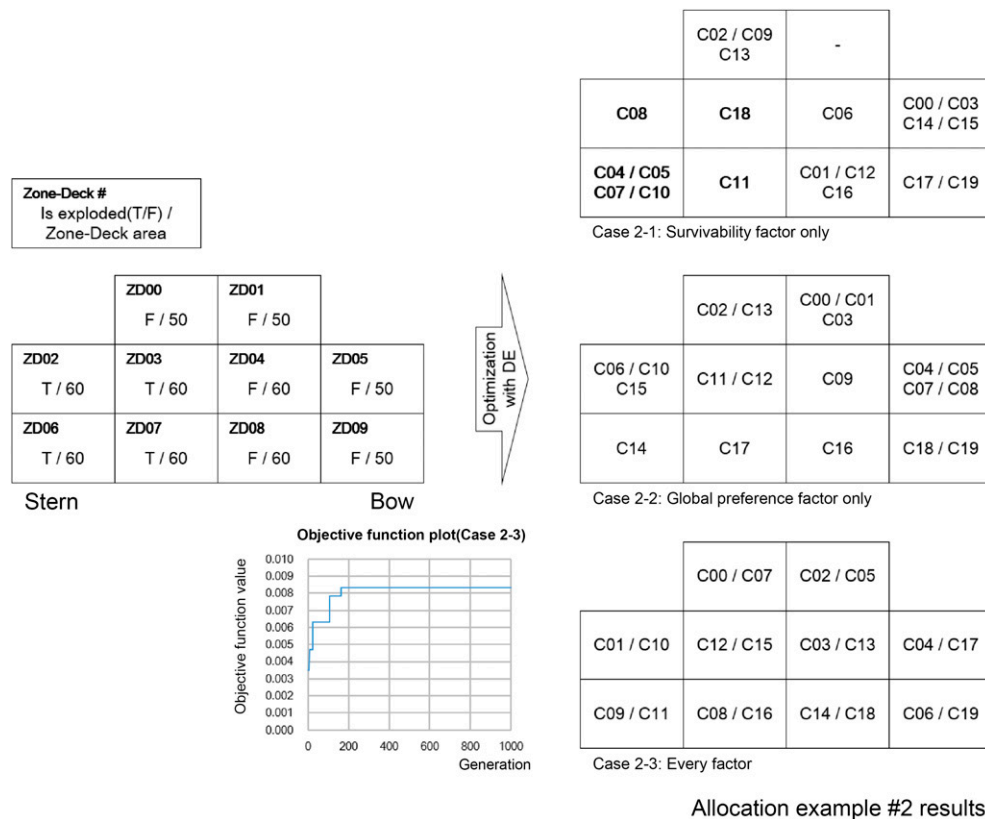 C02 / C09
C13
-
C08
C18
C06
C00 / C03
C14 / C15
C04 / C05
C07 / C10
C11
C01 / C12
C16
C17 / C19
Case 2-1: Survivability factor only
Zone-Deck #
Is exploded(T/F) /
Zone-Deck area
ZD00
F / 50
ZD01
F / 50
ZD02
T / 60
ZD03
T / 60
ZD04
F / 60
ZD05
F / 50
ZD06
T / 60
ZD07
T / 60
ZD08
F / 60
ZD09
F / 50
Stern
Bow
Optimization
with DE
C02 / C13
C00 / C01
C03
C06 / C10
C15
C11 / C12
C09
C04 / C05
C07 / C08
C14
C17
C16
C18 / C19
Case 2-2: Global preference factor only
Objective function plot(Case 2-3)
Objective function value
0.010
0.009
0.008
0.007
0.006
0.005
0.004
0.003
0.002
0.001
0.000
0 200 400 600 800 1000
Generation
C00 / C07
C02 / C05
C01 / C10
C12 / C15
C03 / C13
C04 / C17
C09 / C11
C08 / C16
C14 / C18
C06 / C19
Case 2-3: Every factor
Allocation example #2 results